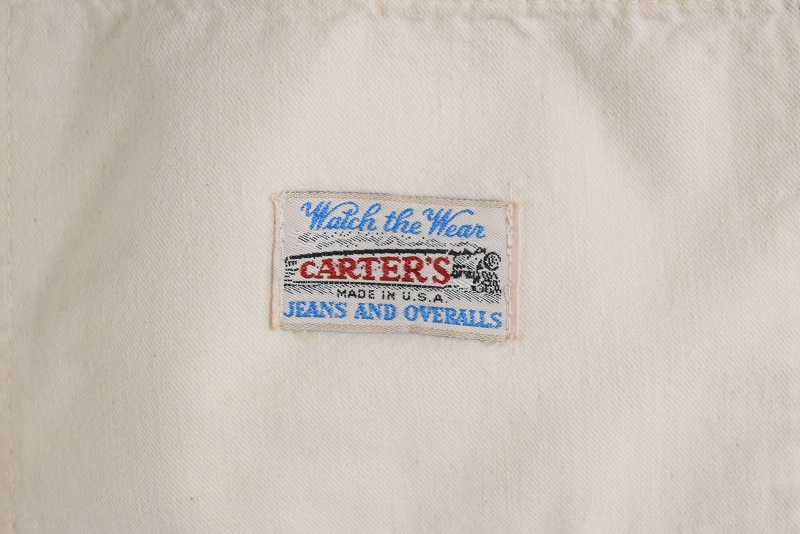 Watch the Wear
CARTER'S
MADE IN U.S.A.
JEANS AND OVERALLS